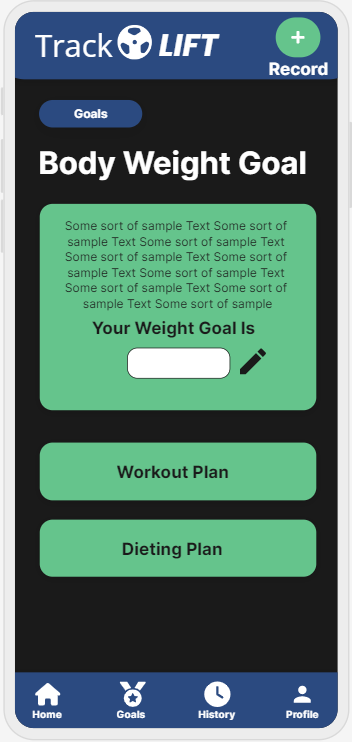 Track LIFT
+
Record
Goals
Body Weight Goal
Some sort of sample Text Some sort of
sample Text Some sort of sample Text
Some sort of sample Text Some sort of
sample Text Some sort of sample Text
Some sort of sample Text Some sort of
sample Text Some sort of sample
Your Weight Goal Is
Workout Plan
Dieting Plan
Home Goals History Profile